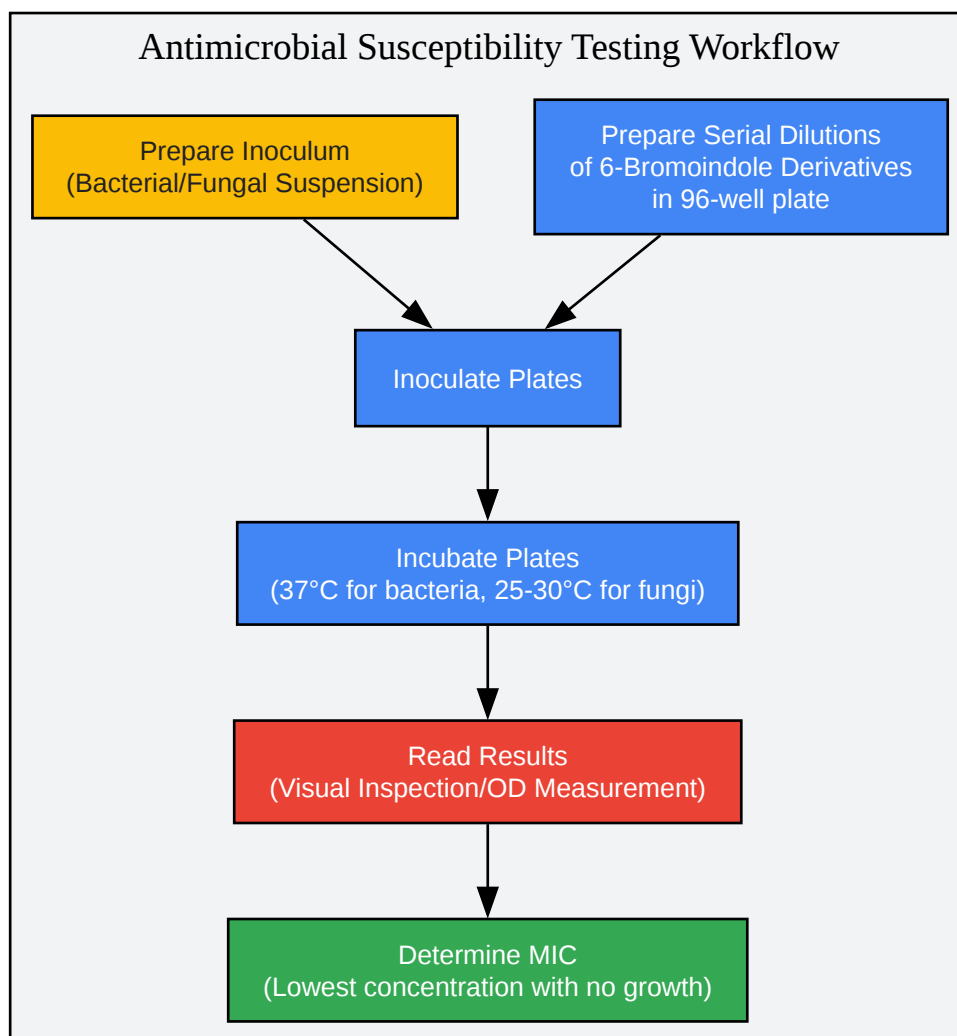 Antimicrobial Susceptibility Testing Workflow
Prepare Inoculum
(Bacterial/Fungal Suspension)
Prepare Serial Dilutions
of 6-Bromoindole Derivatives
in 96-well plate
Inoculate Plates
Incubate Plates
(37°C for bacteria, 25-30°C for fungi)
Read Results
(Visual Inspection/OD Measurement)
Determine MIC
(Lowest concentration with no growth)